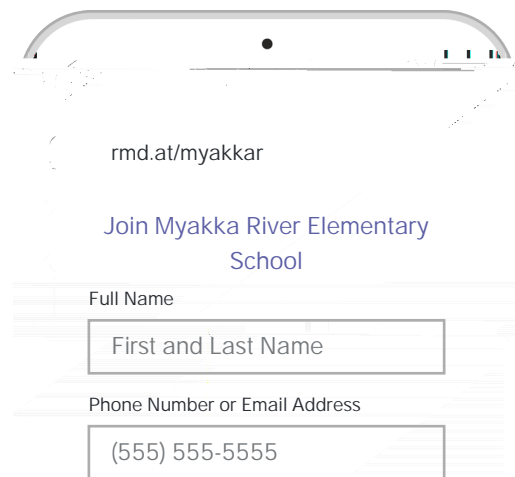 rmd.at/myakkar
Join Myakka River Elementary
School
Full Name
First and Last Name
Phone Number or Email Address
(555) 555-5555